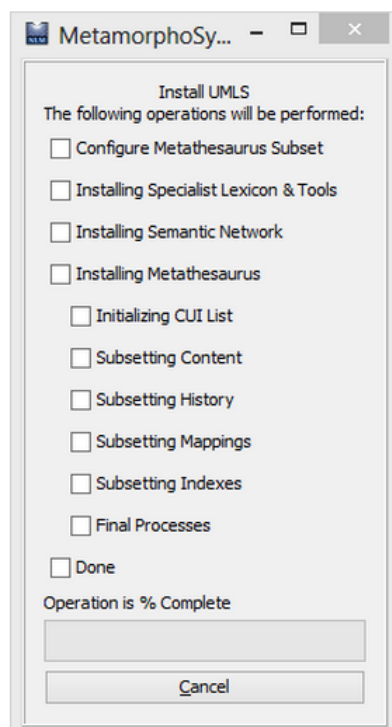 MetamorphoSy...
Install UMLS
The following operations will be performed:
Configure Metathesaurus Subset
Installing Specialist Lexicon & Tools
Installing Semantic Network
Installing Metathesaurus
Initializing CUI List
Subsetting Content
Subsetting History
Subsetting Mappings
Subsetting Indexes
Final Processes
Done
Operation is % Complete
Cancel